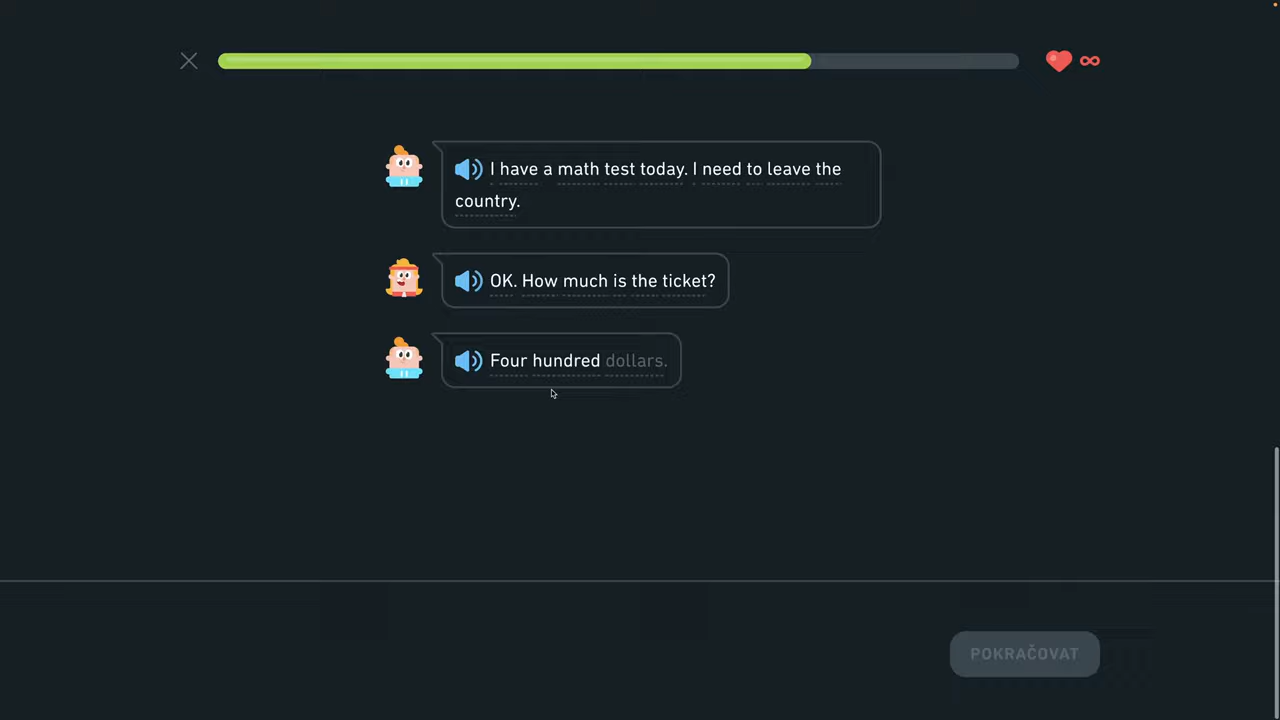 I have a math test today. I need to leave the
country.
OK. How much is the ticket?
Four hundred dollars.
POKRAČOVAT